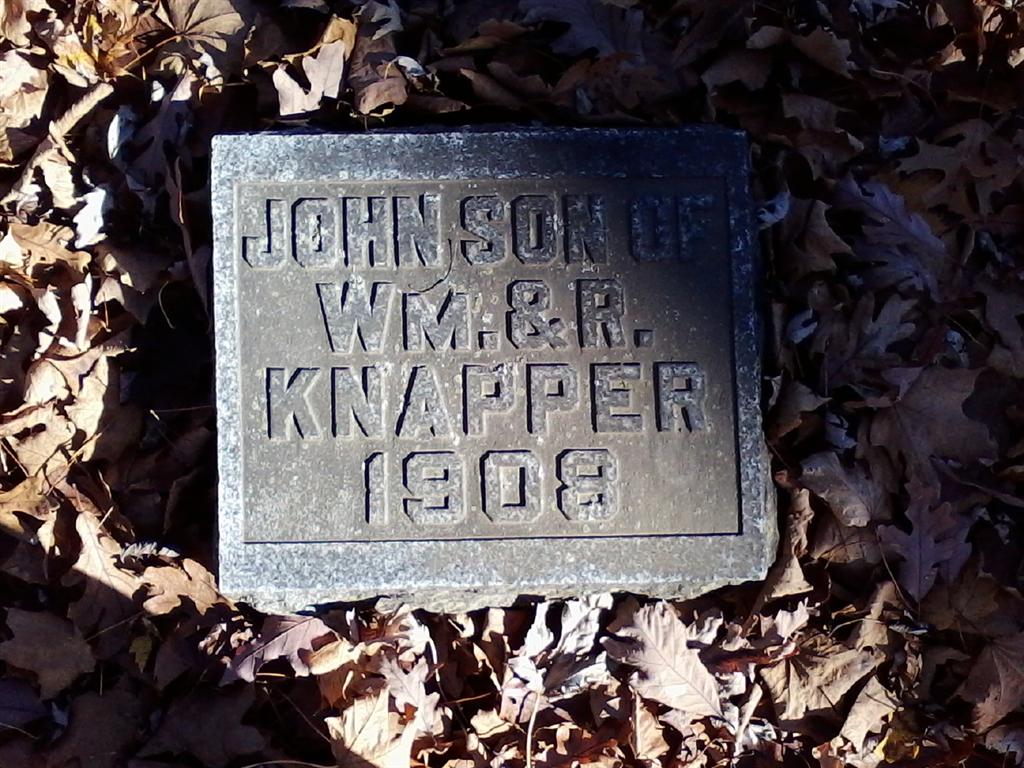 JOHN SON OF
WM. & R.
KNAPPER
1908